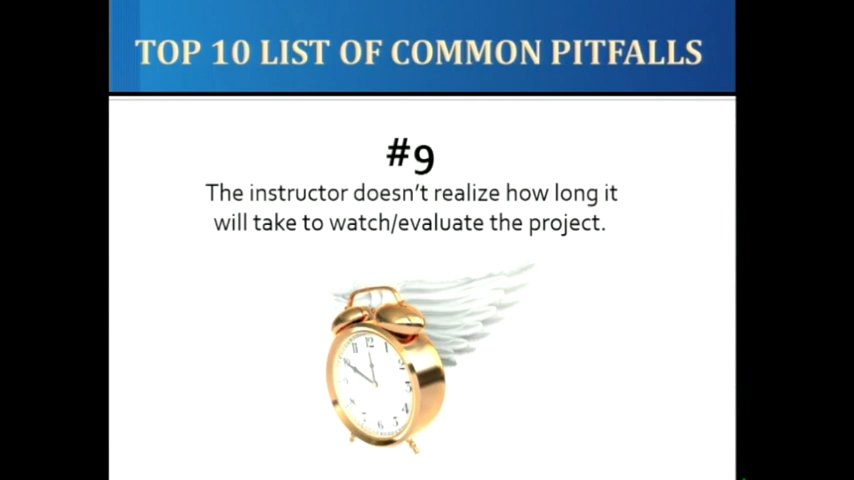 TOP 10 LIST OF COMMON PITFALLS
#9
The instructor doesn't realize how long it
will take to watch/evaluate the project.